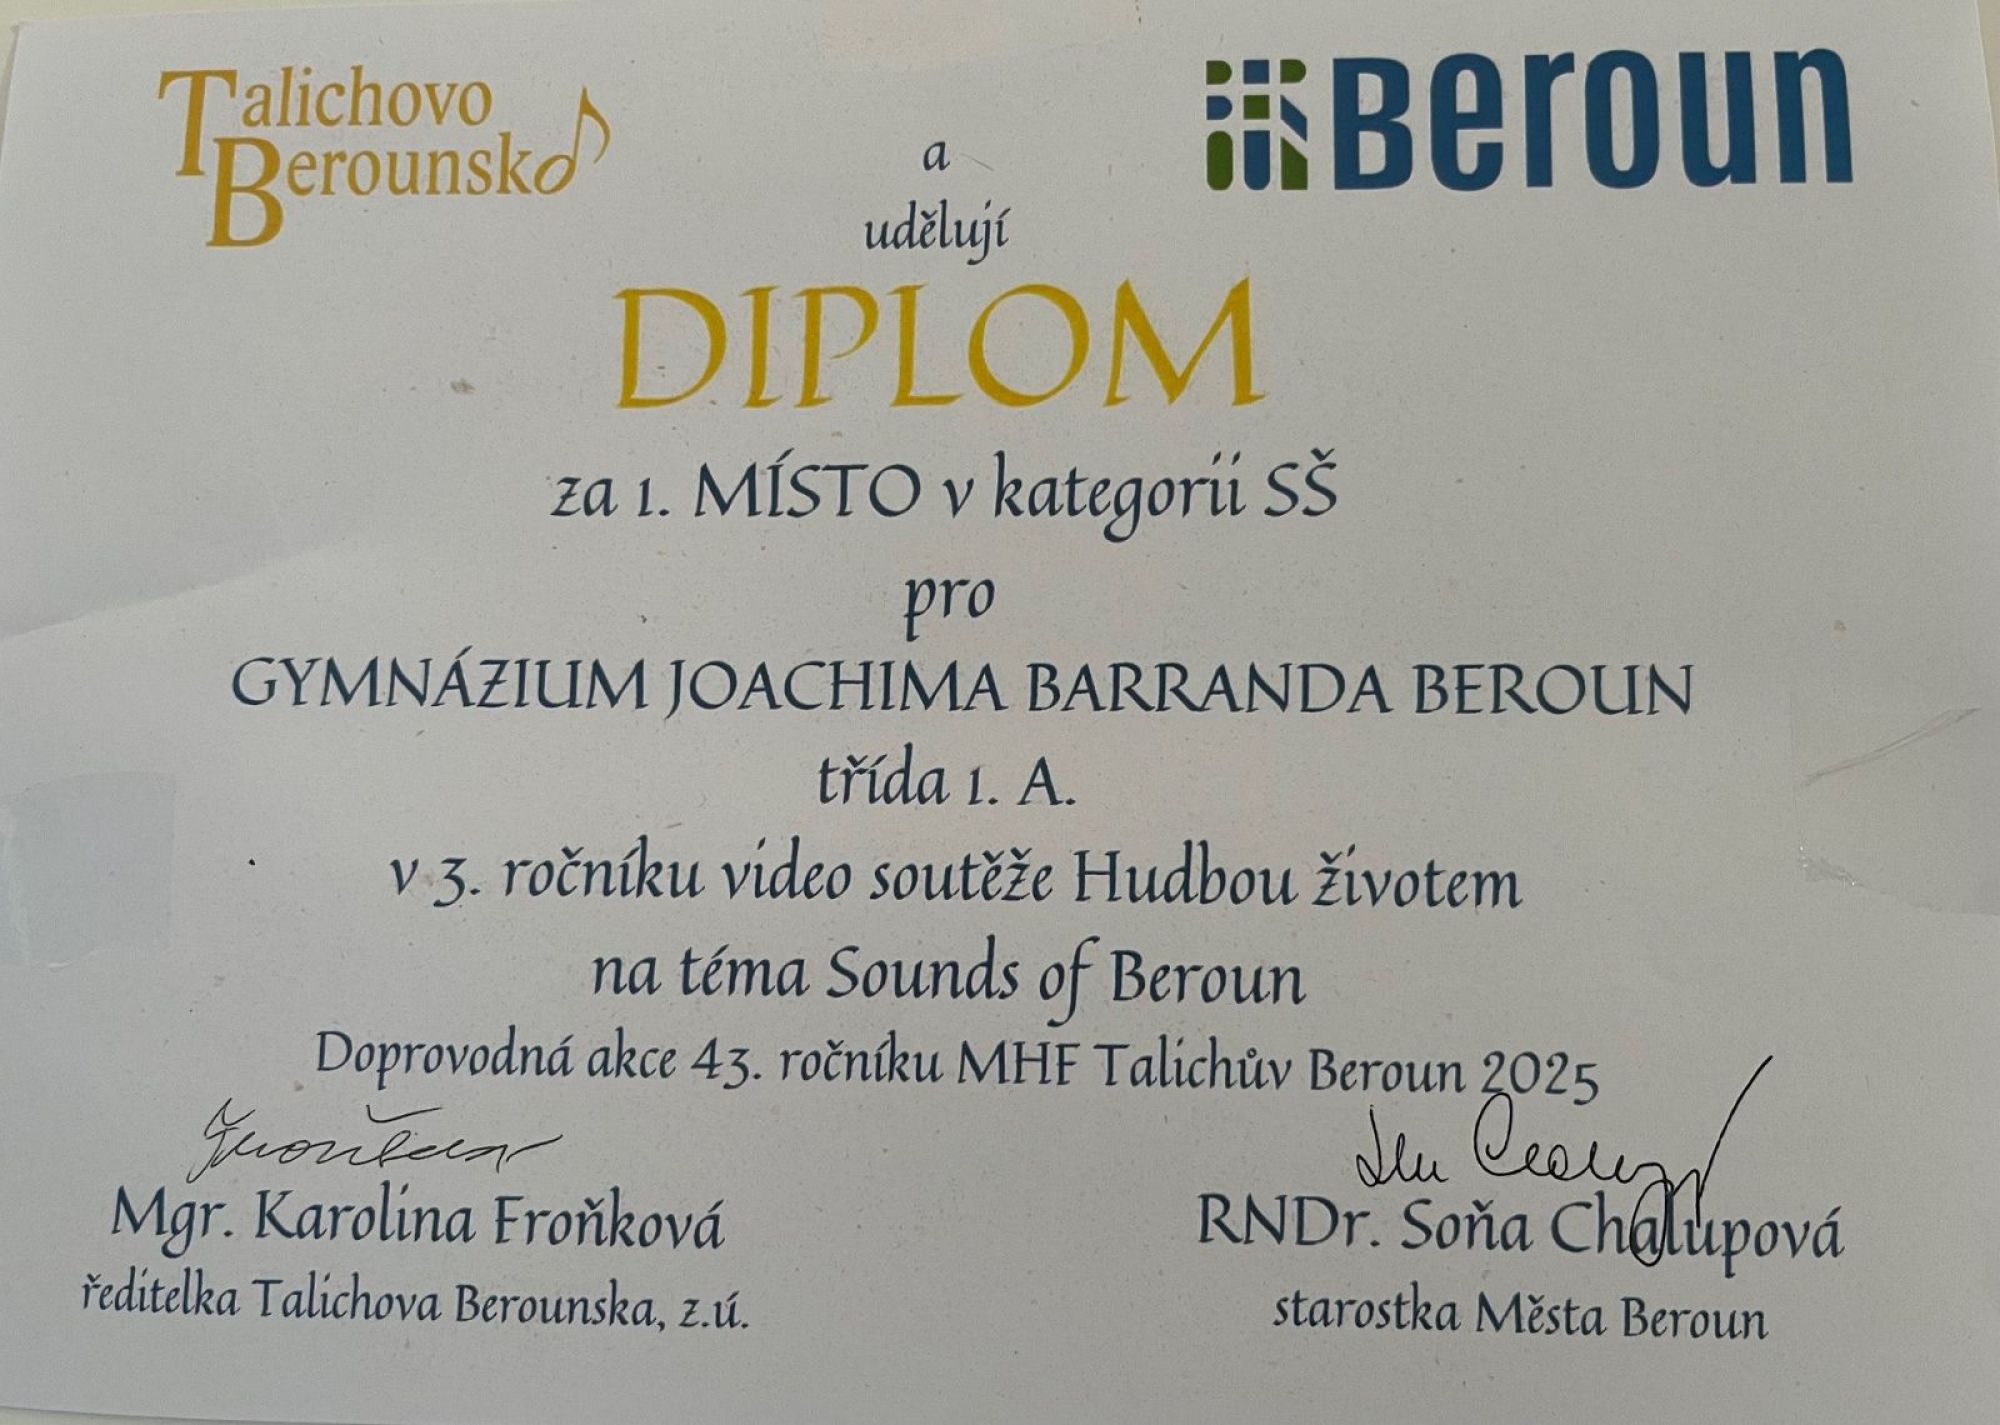 Talichovo
Berounsko
a
Beroun
udělují
DIPLOM
za 1. MÍSTO v kategorii SŠ
pro
GYMNÁZIUM JOACHIMA BARRANDA BEROUN
třída 1. A.
v 3. ročníku video soutěže Hudbou životem
na téma Sounds of Beroun
Doprovodná akce 43. ročníku MHF Talichův Beroun 2025
Mgr. Karolina Froňková
ředitelka Talichova Berounska, z.ú.
RNDr. Soňa Chalupová
starostka Města Beroun